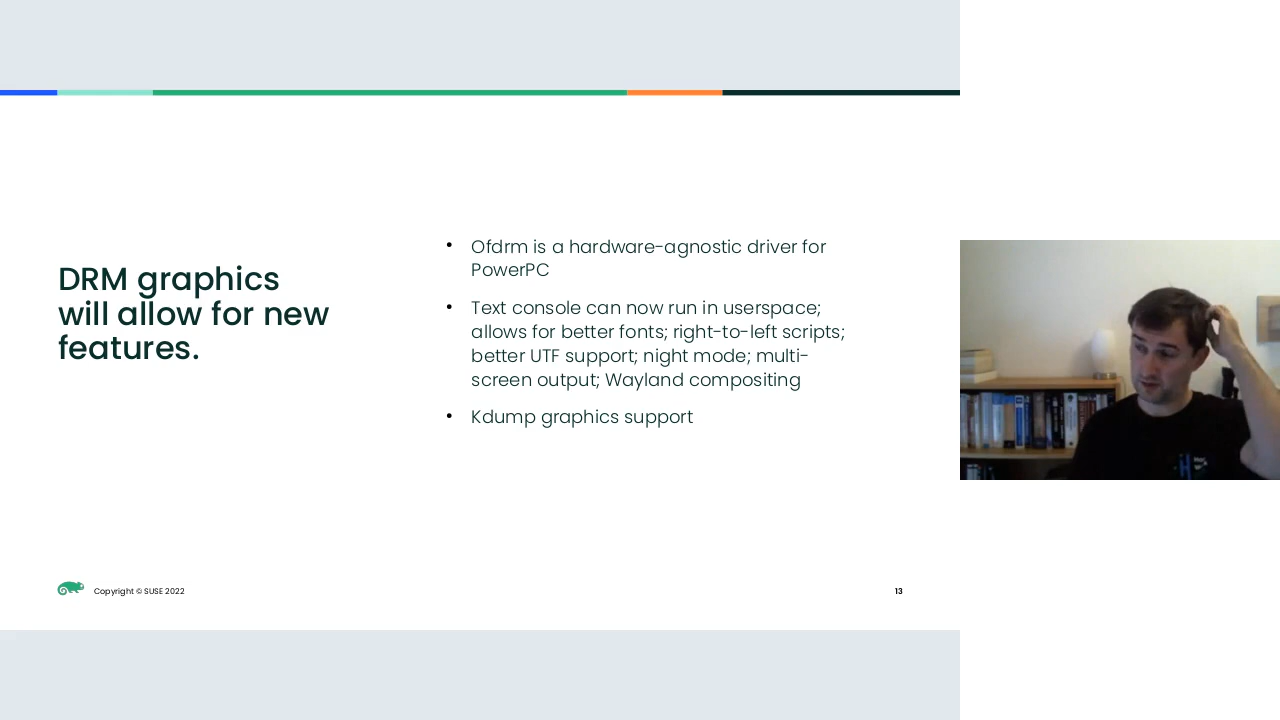 DRM graphics
will allow for new
features.
• Ofdrm is a hardware-agnostic driver for
PowerPC
• Text console can now run in userspace;
allows for better fonts; right-to-left scripts;
better UTF support; night mode; multi-
screen output; Wayland compositing
• Kdump graphics support
Copyright © SUSE 2022
13